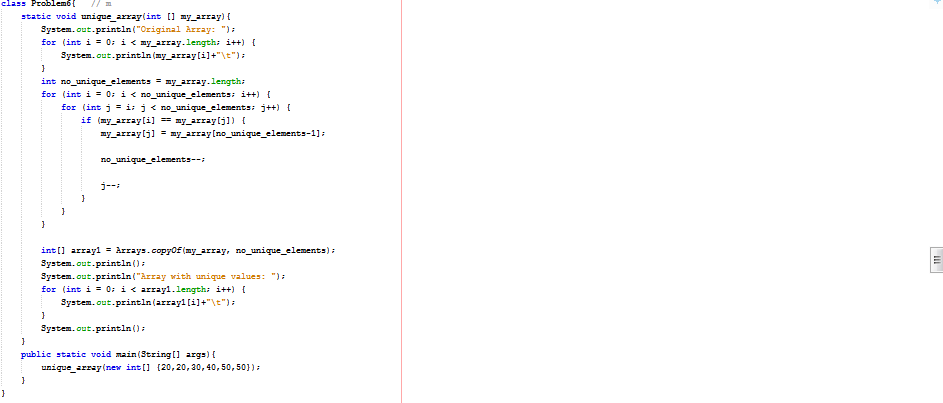 class Problem6{ // m
static void unique_array(int [] my_array){
System.out.println("Original Array: ");
for (int i = 0; i < my_array.length; i++) {
System.out.println(my_array[i]+"\t");
}
int no_unique_elements = my_array.length;
for (int i = 0; i < no_unique_elements; i++) {
for (int j = i; j < no_unique_elements; j++) {
if (my_array[i] == my_array[j]) {
my_array[j] = my_array[no_unique_elements-1];
no_unique_elements--;
j--;
}
}
}
int[] array1 = Arrays.copyOf(my_array, no_unique_elements);
System.out.println();
System.out.println("Array with unique values: ");
for (int i = 0; i < array1.length; i++) {
System.out.println(array1[i]+"\t");
}
System.out.println();
}
public static void main(String[] args){
unique_array(new int[] {20,20,30,40,50,50});
}
}